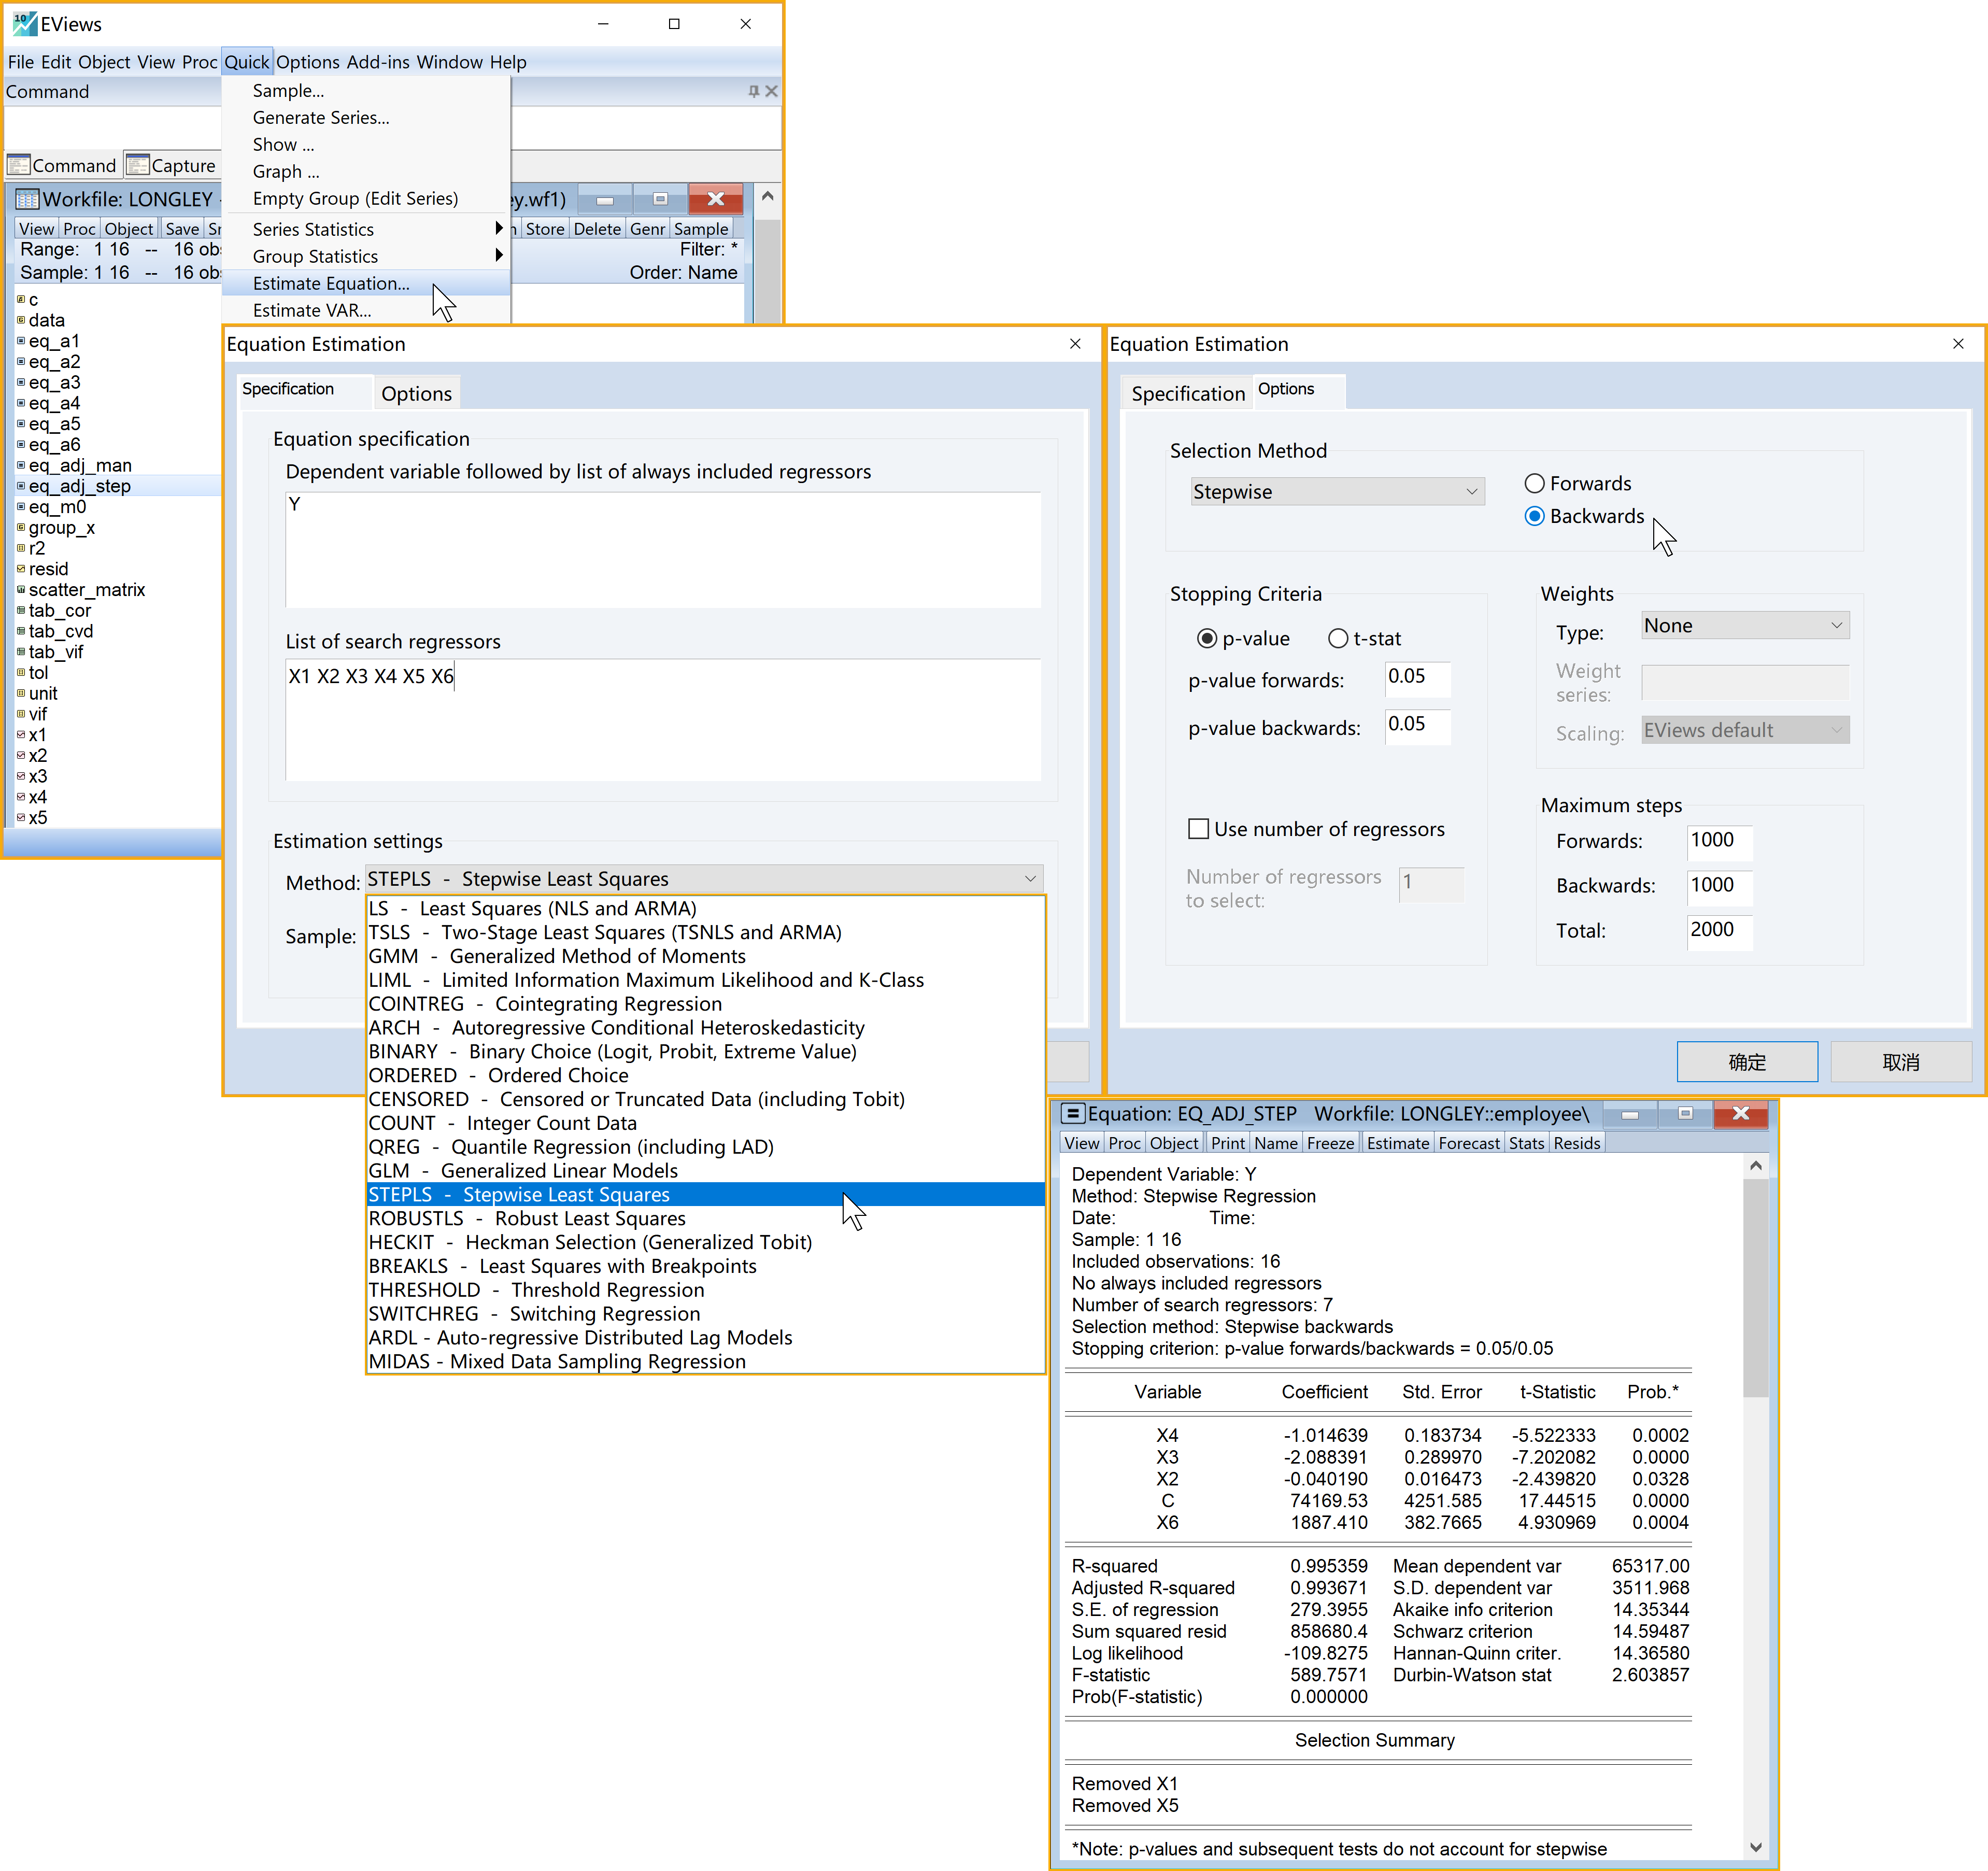 10 EViews
File Edit Object View Proc Quick Options Add-ins Window Help
Command
Sample...
Generate Series...
Show ...
Graph ...
Empty Group (Edit Series)
Series Statistics
Group Statistics
Estimate Equation...
Estimate VAR...
Command Capture
Workfile: LONGLEY - ey.wf1)
View Proc Object Save Store Delete Genr Sample
Range: 1 16 -- 16 obs Filter: *
Sample: 1 16 -- 16 obs Order: Name
c
data
eq_a1
eq_a2
eq_a3
eq_a4
eq_a5
eq_a6
eq_adj_man
eq_adj_step
eq_m0
group_x
r2
resid
scatter_matrix
tab_cor
tab_cvd
tab_vif
tol
unit
vif
x1
x2
x3
x4
x5
Equation Estimation
Specification Options
Equation specification
Dependent variable followed by list of always included regressors
Y
List of search regressors
X1 X2 X3 X4 X5 X6
Estimation settings
Method: STEPLS - Stepwise Least Squares
Sample:
LS - Least Squares (NLS and ARMA)
TSLS - Two-Stage Least Squares (TSNLS and ARMA)
GMM - Generalized Method of Moments
LIML - Limited Information Maximum Likelihood and K-Class
COINTREG - Cointegrating Regression
ARCH - Autoregressive Conditional Heteroskedasticity
BINARY - Binary Choice (Logit, Probit, Extreme Value)
ORDERED - Ordered Choice
CENSORED - Censored or Truncated Data (including Tobit)
COUNT - Integer Count Data
QREG - Quantile Regression (including LAD)
GLM - Generalized Linear Models
STEPLS - Stepwise Least Squares
ROBUSTLS - Robust Least Squares
HECKIT - Heckman Selection (Generalized Tobit)
BREAKLS - Least Squares with Breakpoints
THRESHOLD - Threshold Regression
SWITCHREG - Switching Regression
ARDL - Auto-regressive Distributed Lag Models
MIDAS - Mixed Data Sampling Regression
Equation Estimation
Specification Options
Selection Method
Stepwise
Forwards
Backwards
Stopping Criteria
p-value t-stat
p-value forwards: 0.05
p-value backwards: 0.05
Use number of regressors
Number of regressors
to select: 1
Weights
Type: None
Weight
series:
Scaling: EViews default
Maximum steps
Forwards: 1000
Backwards: 1000
Total: 2000
确定 取消
Equation: EQ_ADJ_STEP Workfile: LONGLEY::employee\
View Proc Object Print Name Freeze Estimate Forecast Stats Resids
Dependent Variable: Y
Method: Stepwise Regression
Date: Time:
Sample: 1 16
Included observations: 16
No always included regressors
Number of search regressors: 7
Selection method: Stepwise backwards
Stopping criterion: p-value forwards/backwards = 0.05/0.05
Variable Coefficient Std. Error t-Statistic Prob.*
X4 -1.014639 0.183734 -5.522333 0.0002
X3 -2.088391 0.289970 -7.202082 0.0000
X2 -0.040190 0.016473 -2.439820 0.0328
C 74169.53 4251.585 17.44515 0.0000
X6 1887.410 382.7665 4.930969 0.0004
R-squared 0.995359 Mean dependent var 65317.00
Adjusted R-squared 0.993671 S.D. dependent var 3511.968
S.E. of regression 279.3955 Akaike info criterion 14.35344
Sum squared resid 858680.4 Schwarz criterion 14.59487
Log likelihood -109.8275 Hannan-Quinn criter. 14.36580
F-statistic 589.7571 Durbin-Watson stat 2.603857
Prob(F-statistic) 0.000000
Selection Summary
Removed X1
Removed X5
*Note: p-values and subsequent tests do not account for stepwise